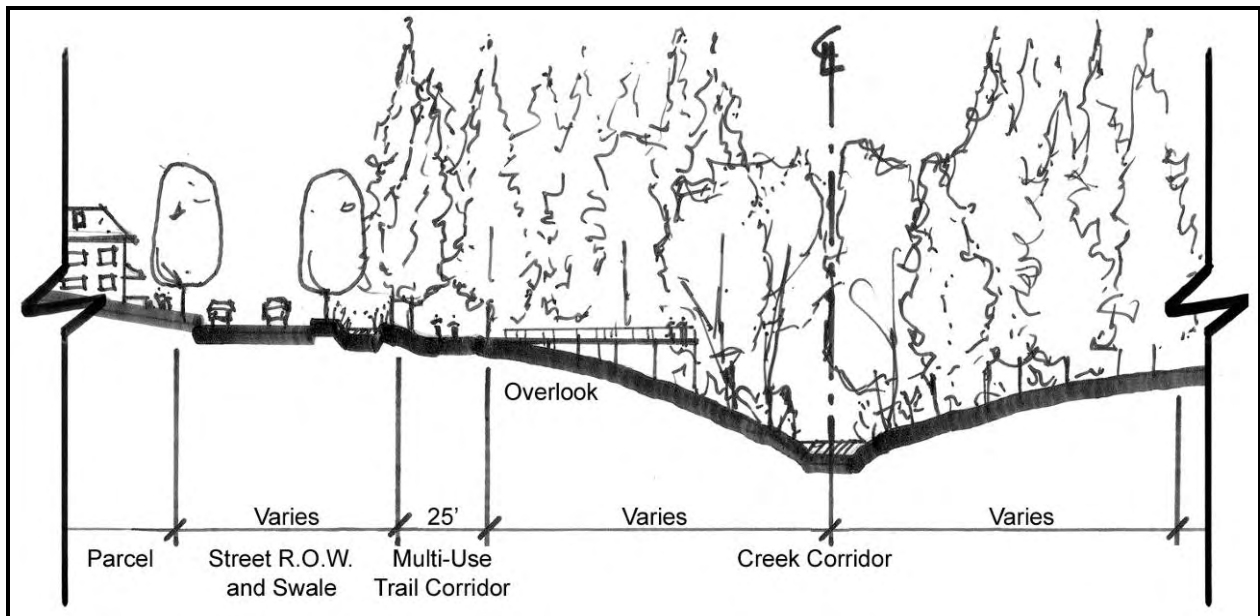 ℄
Overlook
Varies
25’
Varies
Varies
Parcel
Street R.O.W.
and Swale
Multi-Use
Trail Corridor
Creek Corridor